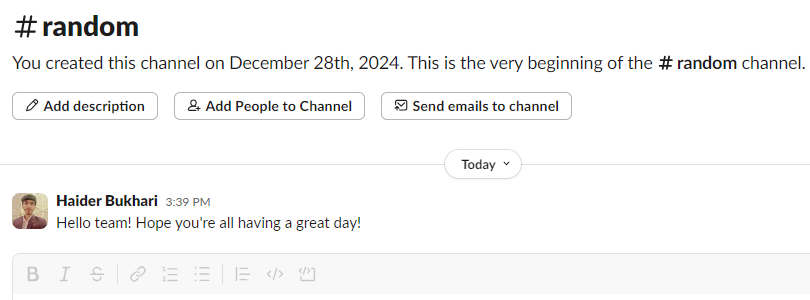 # random
You created this channel on December 28th, 2024. This is the very beginning of the # random channel.
Add description Add People to Channel Send emails to channel
Today
Haider Bukhari 3:39 PM
Hello team! Hope you're all having a great day!
B I S